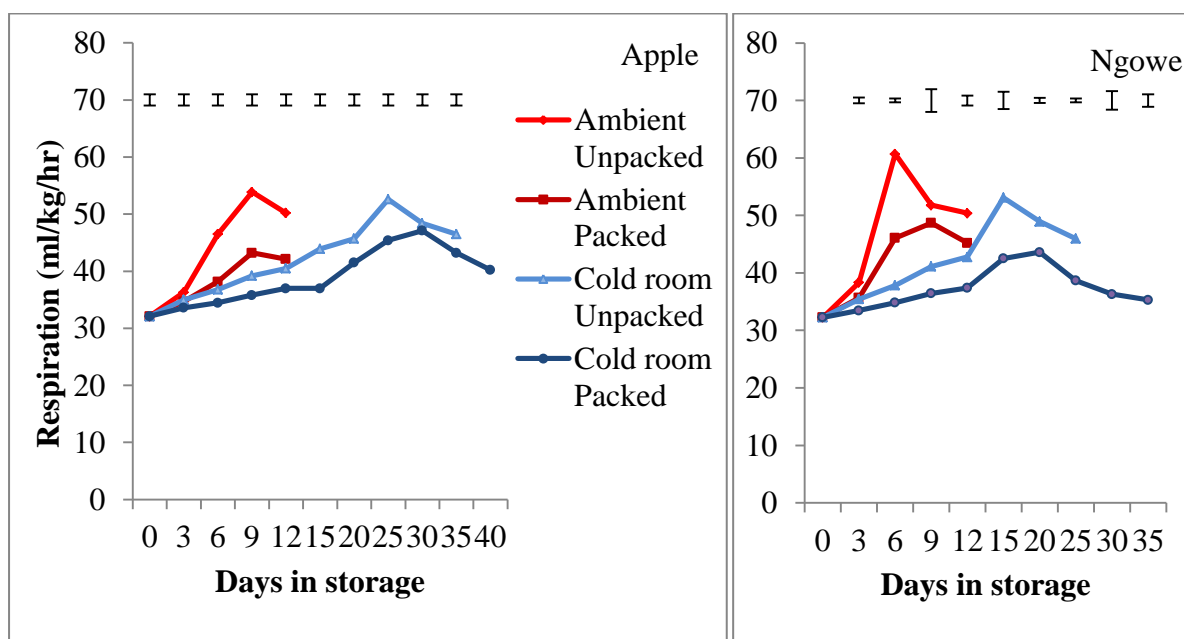 Apple
80
70
60
50
40
30
20
10
0
Respiration (ml/kg/hr)
Ambient
Unpacked
Ambient
Packed
Cold room
Unpacked
Cold room
Packed
0 3 6 9 12 15 20 25 30 35 40
Days in storage
Ngowe
80
70
60
50
40
30
20
10
0
0 3 6 9 12 15 20 25 30 35
Days in storage